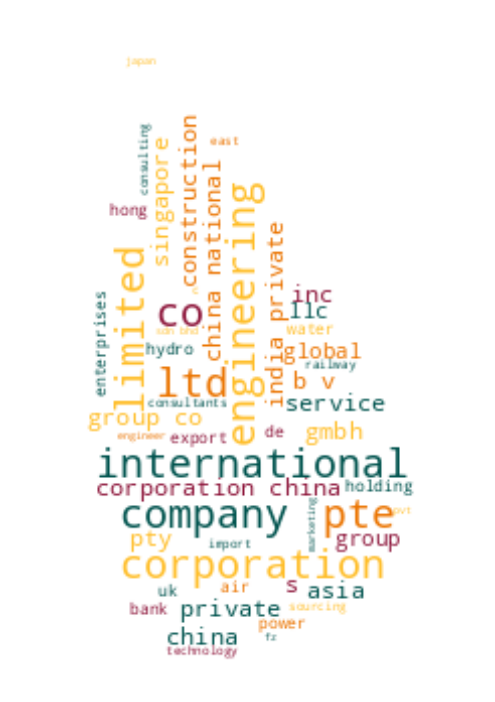 japan
consulting
singapore
construction
china national
east
engineering
hong
limited
india private
enterprises
co
inc
llc
water
sdn bhd
hydro
global
railway
ltd
b v
consultants
service
group co
engineer
export
de
gmbh
international
corporation china
holding
company
marketing
pte
pvt
pty
import
group
corporation
uk
air
s
asia
bank
private
sourcing
power
china
fz
technology